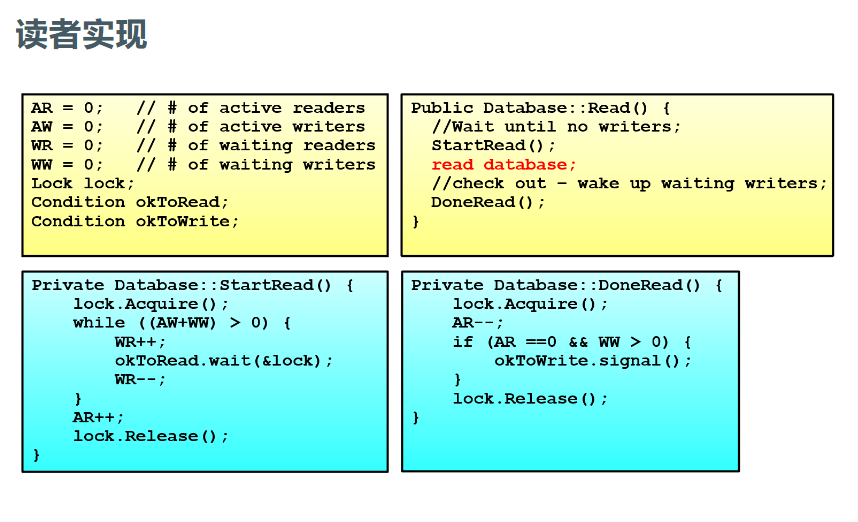 读者实现
AR = 0;   // # of active readers
AW = 0;   // # of active writers
WR = 0;   // # of waiting readers
WW = 0;   // # of waiting writers
Lock lock;
Condition okToRead;
Condition okToWrite;
Public Database::Read() {
  //Wait until no writers;
  StartRead();
  read database;
  //check out – wake up waiting writers;
  DoneRead();
}
Private Database::StartRead() {
    lock.Acquire();
    while ((AW+WW) > 0) {
        WR++;
        okToRead.wait(&lock);
        WR--;
    }
    AR++;
    lock.Release();
}
Private Database::DoneRead() {
    lock.Acquire();
    AR--;
    if (AR ==0 && WW > 0) {
        okToWrite.signal();
    }
    lock.Release();
}